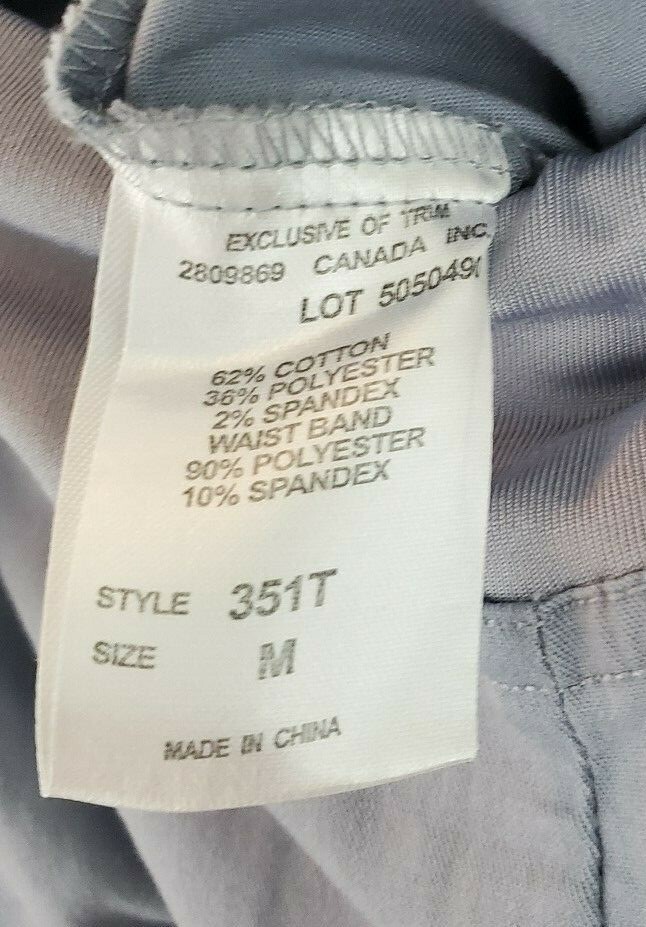 EXCLUSIVE OF TRIM
2809869 CANADA INC.
LOT 505049
62% COTTON
36% POLYESTER
2% SPANDEX
WAIST BAND
90% POLYESTER
10% SPANDEX
STYLE 351T
SIZE M
MADE IN CHINA